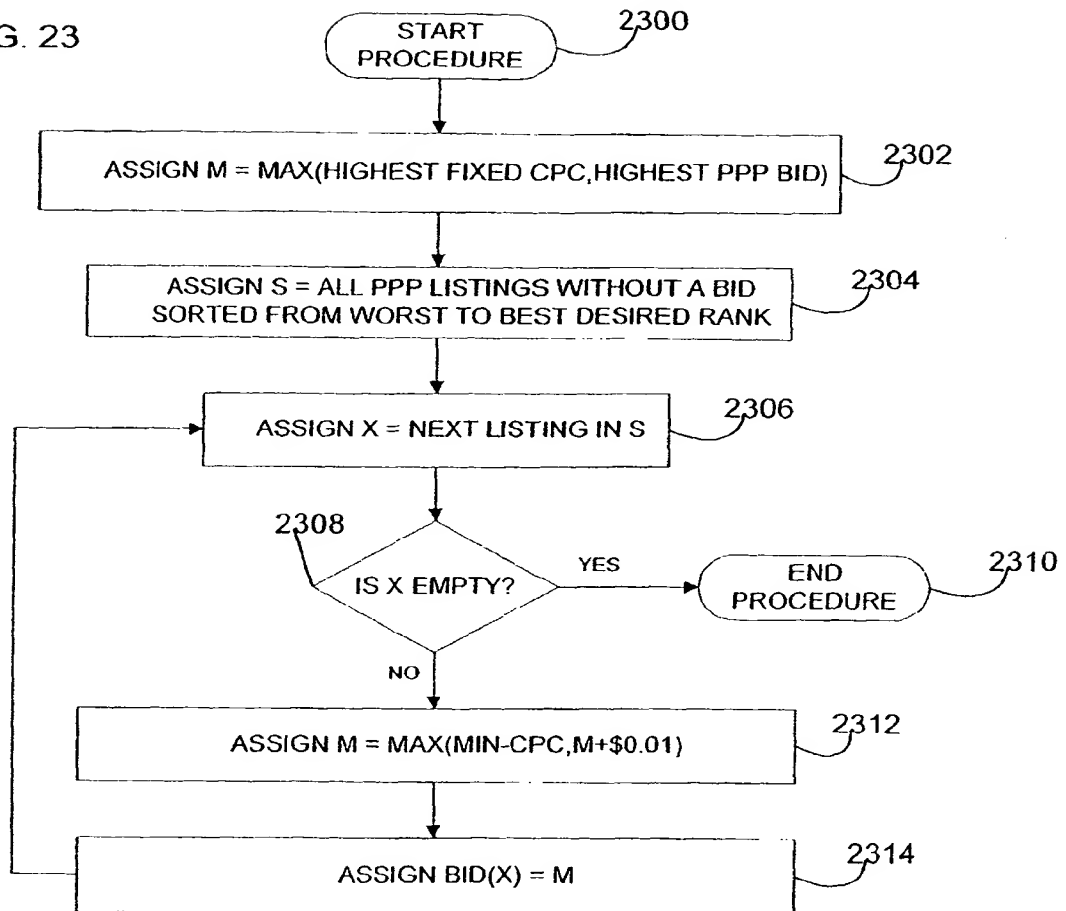 G. 23
START
PROCEDURE
2300
ASSIGN M = MAX(HIGHEST FIXED CPC,HIGHEST PPP BID)
2302
ASSIGN S = ALL PPP LISTINGS WITHOUT A BID
SORTED FROM WORST TO BEST DESIRED RANK
2304
ASSIGN X = NEXT LISTING IN S
2306
2308
IS X EMPTY?
YES
END
PROCEDURE
2310
NO
ASSIGN M = MAX(MIN-CPC,M+$0.01)
2312
ASSIGN BID(X) = M
2314